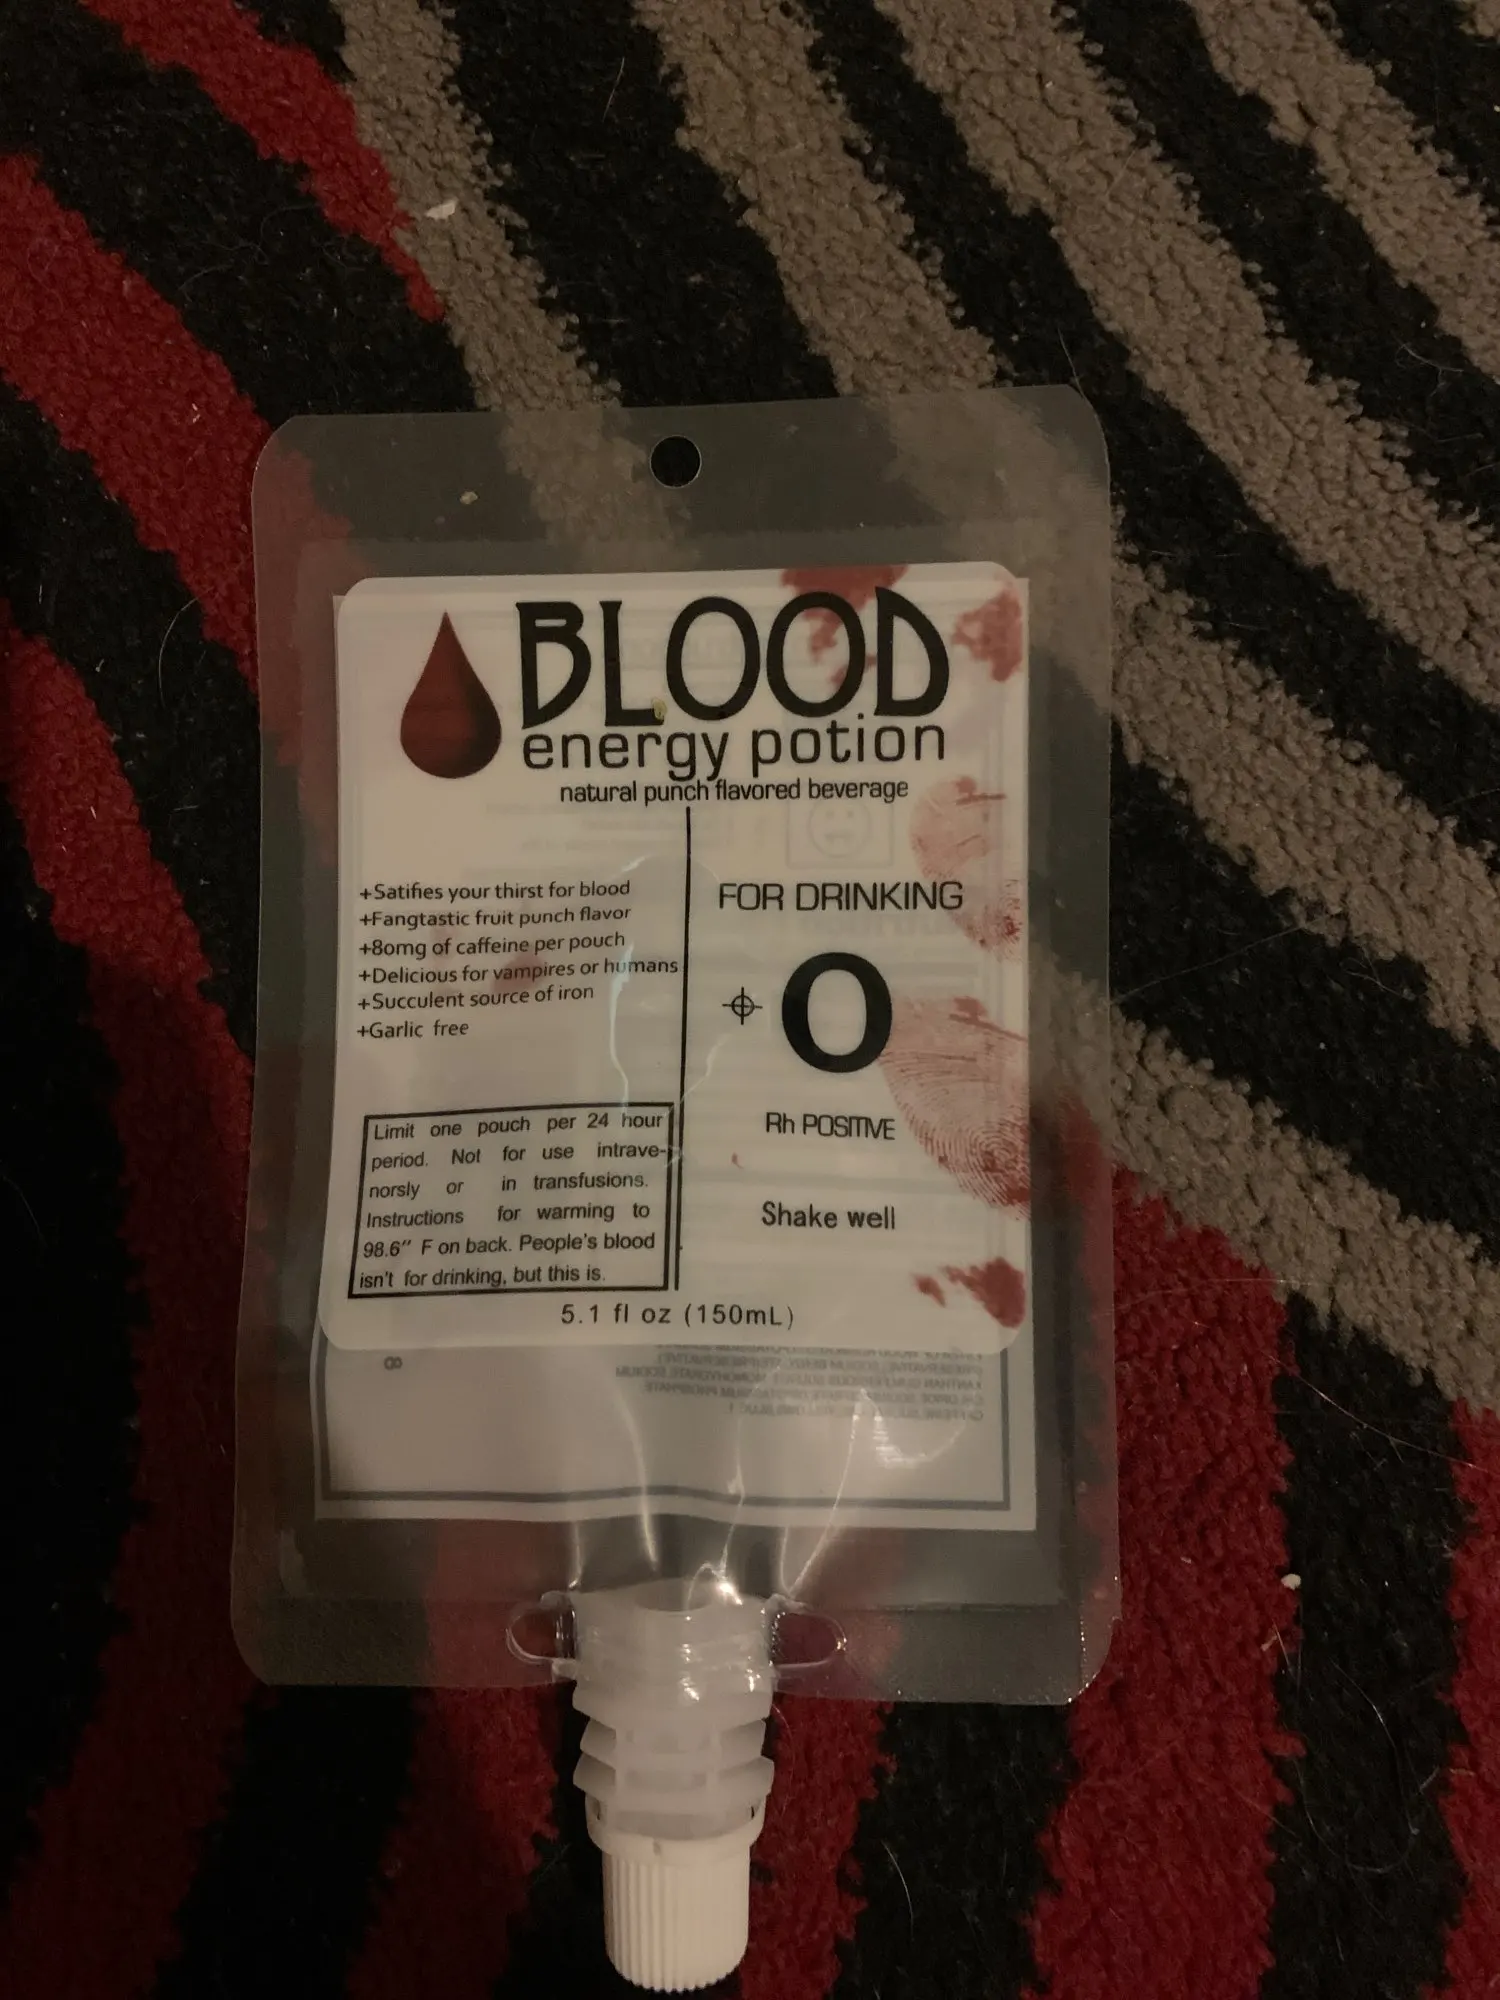 BLOOD
energy potion
natural punch flavored beverage
+Satifies your thirst for blood
+Fangtastic fruit punch flavor
+80mg of caffeine per pouch
+Delicious for vampires or humans
+Succulent source of iron
+Garlic free
Limit one pouch per 24 hour
period. Not for use intrave-
norsly or in transfusions.
Instructions for warming to
98.6" F on back. People's blood
isn't for drinking, but this is.
FOR DRINKING
O
Rh POSITIVE
Shake well
5.1 fl oz (150mL)